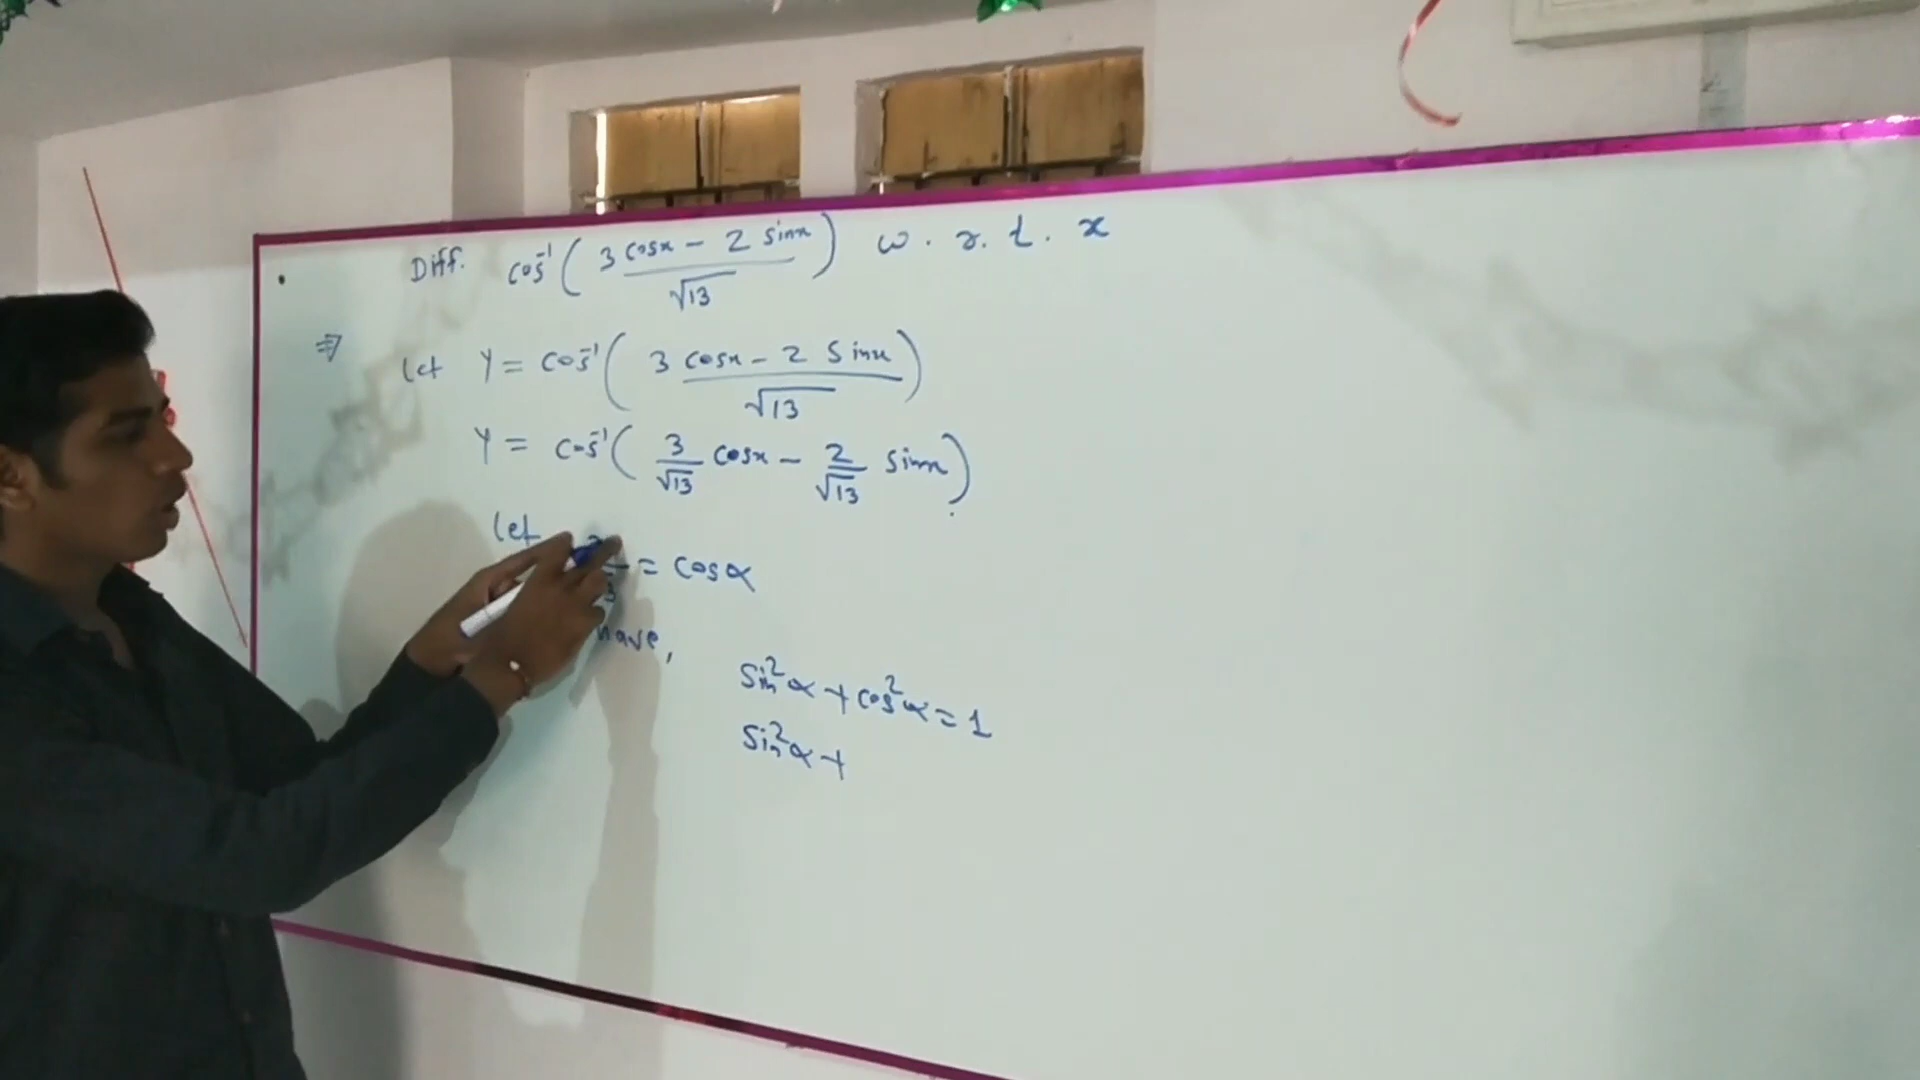 Diff. cos⁻¹( (3 cosx - 2 sinx) / √13 ) w.r.t. x
⇒ let Y = cos⁻¹( (3 cosx - 2 sinx) / √13 )
Y = cos⁻¹( 3/√13 cosx - 2/√13 sinx )
let = cosα
have,
sin²α + cos²α = 1
sin²α +